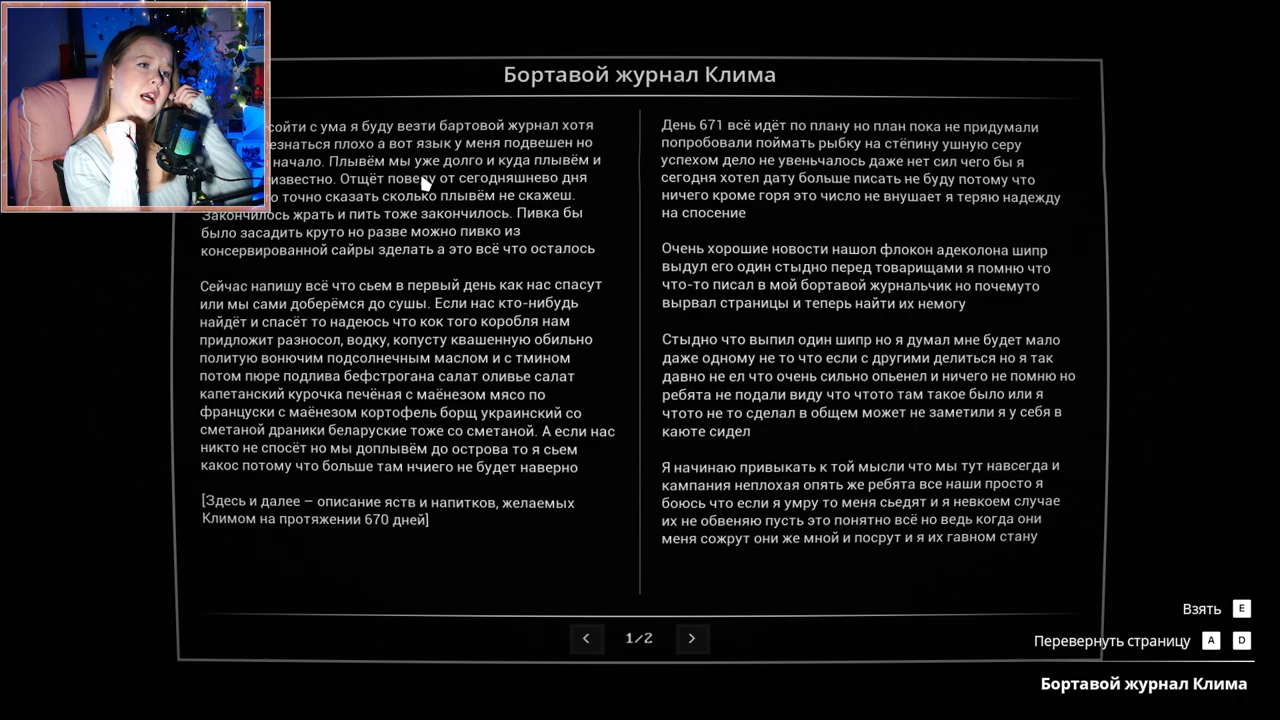 Бортавой журнал Клима
сойти с ума я буду везти бартовой журнал хотя
плохо а вот язык у меня подвешен но
начало. Плывём мы уже долго и куда плывём и
Отщёт поведу от сегодняшнево дня
точно сказать сколько плывём не скажеш.
Закончилось жрать и пить тоже закончилось. Пивка бы
было засадить круто но разве можно пивко из
консервированной сайры зделать а это всё что осталось
Сейчас напишу всё что сьем в первый день как нас спасут
или мы сами доберёмся до сушы. Если нас кто-нибудь
найдёт и спасёт то надеюсь что кок того коробля нам
придложит разносол, водку, копусту квашенную обильно
политую вонючим подсолнечным маслом и с тмином
потом пюре подлива бефстрогана салат оливье салат
капетанский курочка печёная с маёнезом мясо по
француски с маёнезом кортофель борщ украинский со
сметаной драники беларуские тоже со сметаной. А если нас
никто не спосёт но мы доплывём до острова то я сьем
какос потому что больше там нчиего не будет наверно
[Здесь и далее – описание яств и напитков, желаемых
Климом на протяжении 670 дней]
День 671 всё идёт по плану но план пока не придумали
попробовали поймать рыбку на стёпину ушную серу
успехом дело не увеньчалось даже нет сил чего бы я
сегодня хотел дату больше писать не буду потому что
ничего кроме горя это число не внушает я теряю надежду
на спосение
Очень хорошие новости нашол флокон адеколона шипр
выдул его один стыдно перед товарищами я помню что
что-то писал в мой бортавой журнальчик но почемуто
вырвал страницы и теперь найти их немогу
Стыдно что выпил один шипр но я думал мне будет мало
даже одному не то что если с другими делиться но я так
давно не ел что очень сильно опьенел и ничего не помню но
ребята не подали виду что чтото там такое было или я
чтото не то сделал в общем может не заметили я у себя в
каюте сидел
Я начинаю привыкать к той мысли что мы тут навсегда и
кампания неплохая опять же ребята все наши просто я
боюсь что если я умру то меня сьедят и я невкоем случае
их не обвеняю пусть это понятно всё но ведь когда они
меня сожрут они же мной и посрут и я их гавном стану
1/2
Взять E
Перевернуть страницу A D
Бортавой журнал Клима